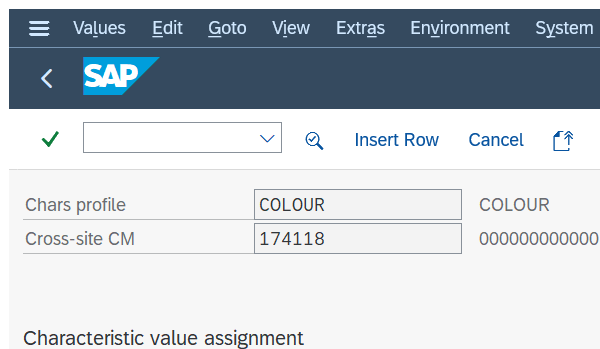 Values Edit Goto View Extras Environment System
SAP
Insert Row Cancel
Chars profile COLOUR COLOUR
Cross-site CM 174118 000000000000
Characteristic value assignment